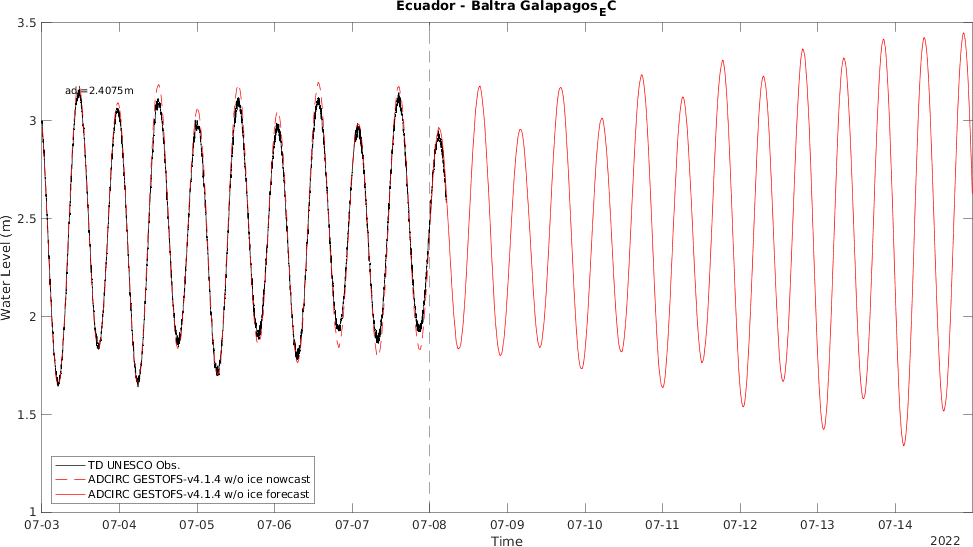 Ecuador - Baltra Galapagos_EC
3.5
3
2.5
2
1.5
1
Water Level (m)
adj=2.4075m
TD UNESCO Obs.
ADCIRC GESTOFS-v4.1.4 w/o ice nowcast
ADCIRC GESTOFS-v4.1.4 w/o ice forecast
07-03 07-04 07-05 07-06 07-07 07-08 07-09 07-10 07-11 07-12 07-13 07-14
Time
2022